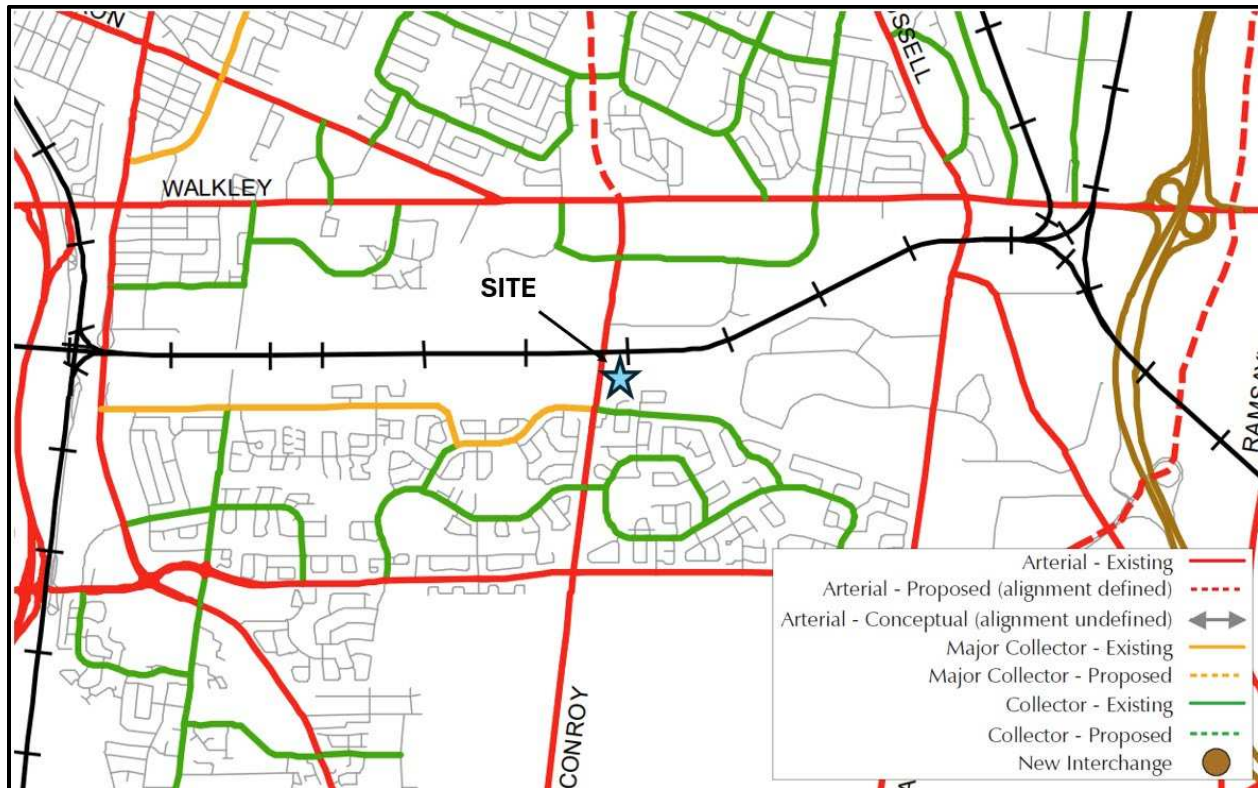 WALKLEY
SITE
CONROY
Arterial - Existing
Arterial - Proposed (alignment defined)
Arterial - Conceptual (alignment undefined)
Major Collector - Existing
Major Collector - Proposed
Collector - Existing
Collector - Proposed
New Interchange